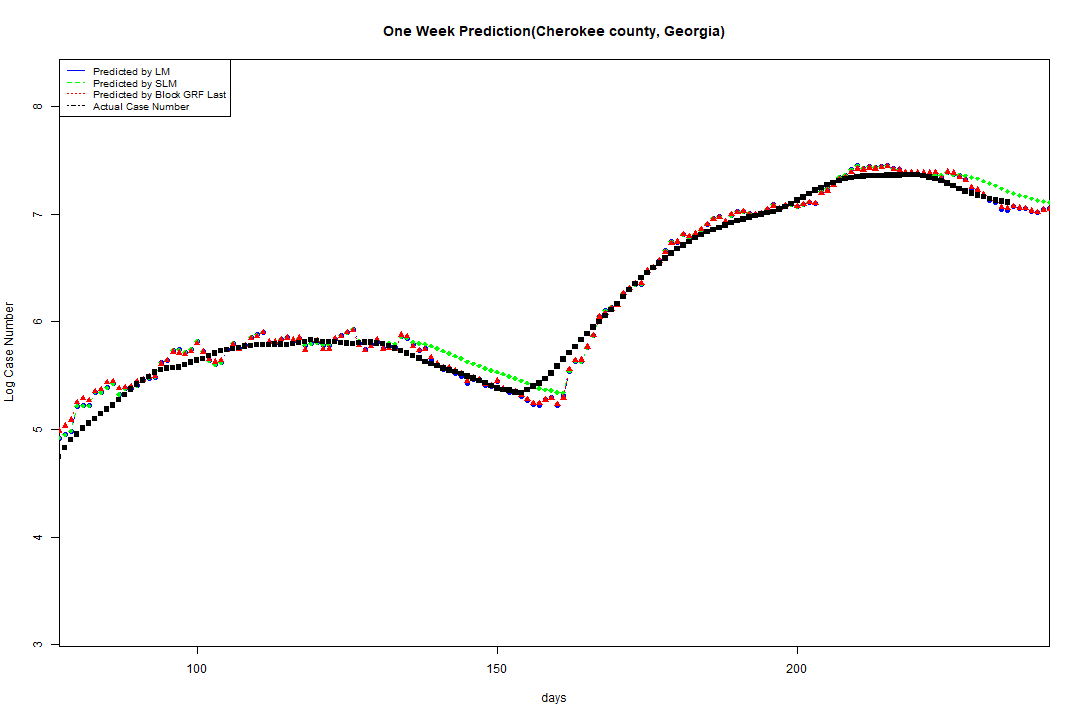 One Week Prediction(Cherokee county, Georgia)
Predicted by LM
Predicted by SLM
Predicted by Block GRF Last
Actual Case Number
8
7
6
5
4
3
Log Case Number
100 150 200
days